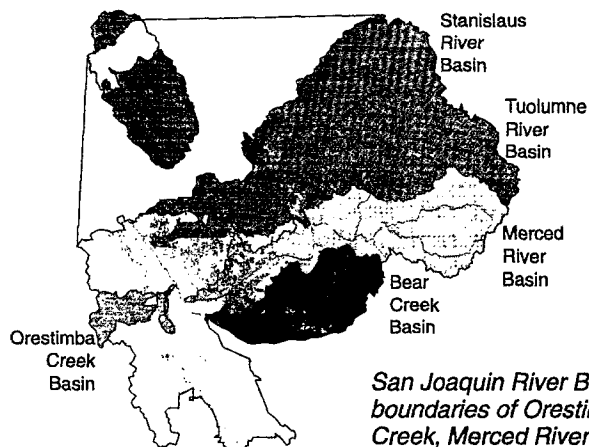 Stanislaus
River
Basin
Tuolumne
River
Basin
Merced
River
Basin
Bear
Creek
Basin
Orestimba
Creek
Basin
San Joaquin River B
boundaries of Oresti
Creek, Merced River